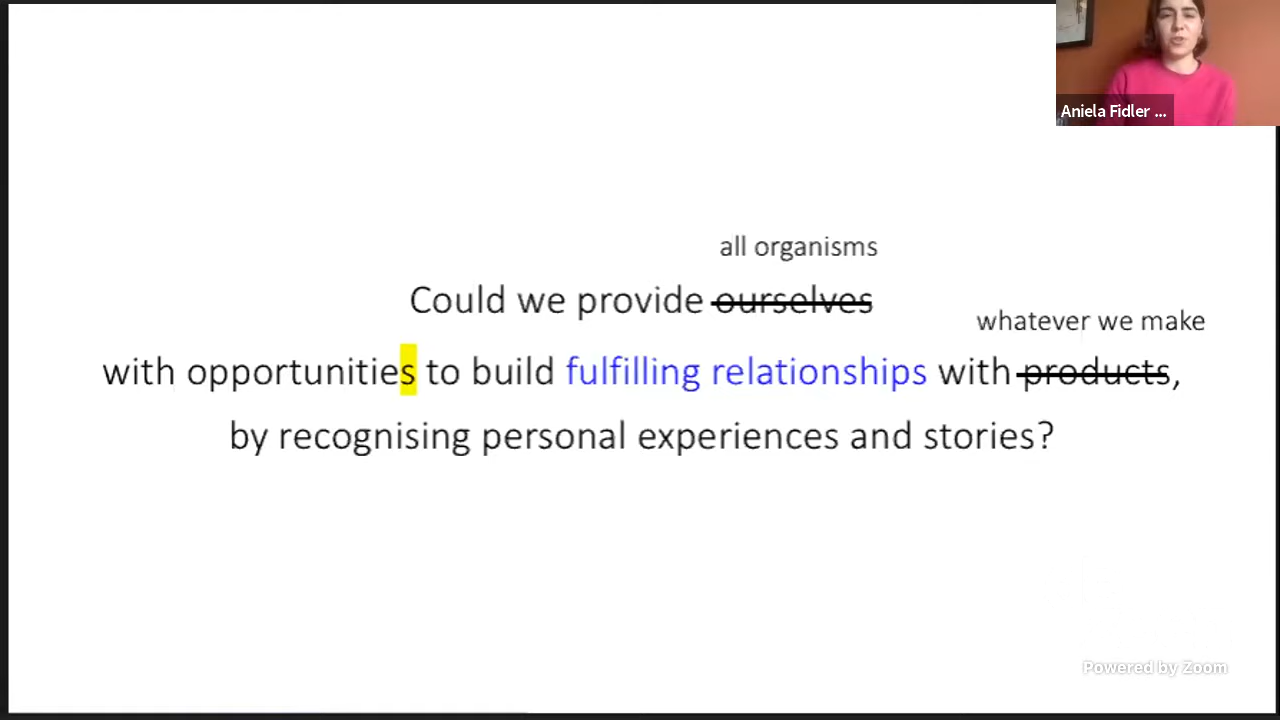 Aniela Fidler ...
all organisms
Could we provide ourselves
whatever we make
with opportunities to build fulfilling relationships with products,
by recognising personal experiences and stories?
Powered by Zoom